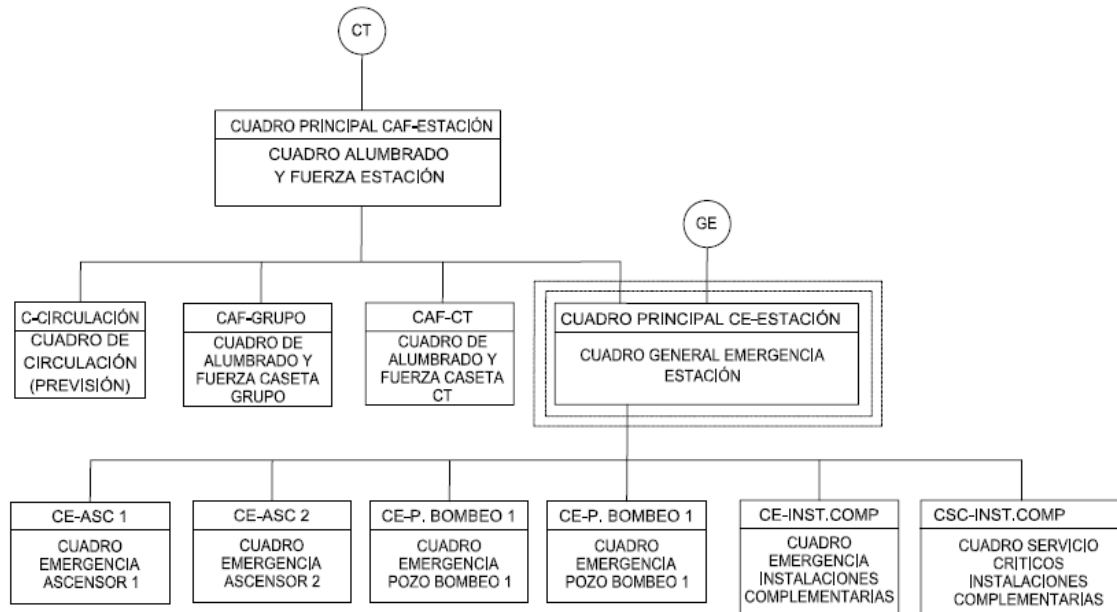 CT
CUADRO PRINCIPAL CAF-ESTACIÓN
CUADRO ALUMBRADO
Y FUERZA ESTACIÓN
GE
C-CIRCULACIÓN
CUADRO DE
CIRCULACIÓN
(PREVISIÓN)
CAF-GRUPO
CUADRO DE
ALUMBRADO Y
FUERZA CASETA
GRUPO
CAF-CT
CUADRO DE
ALUMBRADO Y
FUERZA CASETA
CT
CUADRO PRINCIPAL CE-ESTACIÓN
CUADRO GENERAL EMERGENCIA
ESTACIÓN
CE-ASC 1
CUADRO
EMERGENCIA
ASCENSOR 1
CE-ASC 2
CUADRO
EMERGENCIA
ASCENSOR 2
CE-P. BOMBEO 1
CUADRO
EMERGENCIA
POZO BOMBEO 1
CE-P. BOMBEO 1
CUADRO
EMERGENCIA
POZO BOMBEO 1
CE-INST.COMP
CUADRO
EMERGENCIA
INSTALACIONES
COMPLEMENTARIAS
CSC-INST.COMP
CUADRO SERVICIO
CRITICOS
INSTALACIONES
COMPLEMENTARIAS